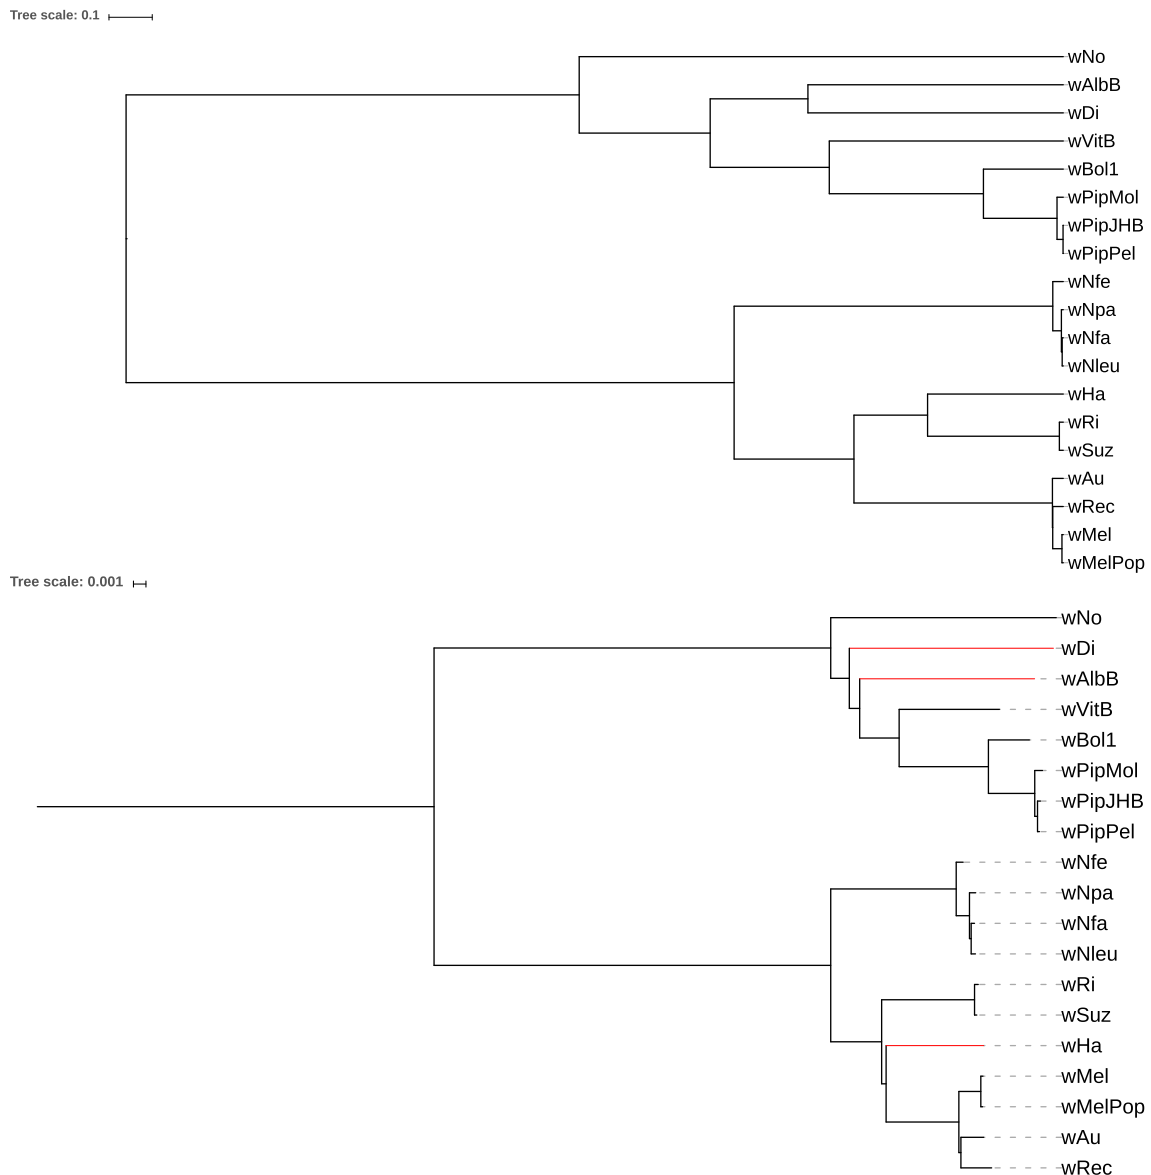 Tree scale: 0.1
wNo
wAlbB
wDi
wVitB
wBol1
wPipMol
wPipJHB
wPipPel
wNfe
wNpa
wNfa
wNleu
wHa
wRi
wSuz
wAu
wRec
wMel
wMelPop
Tree scale: 0.001
wNo
wDi
wAlbB
wVitB
wBol1
wPipMol
wPipJHB
wPipPel
wNfe
wNpa
wNfa
wNleu
wRi
wSuz
wHa
wMel
wMelPop
wAu
wRec